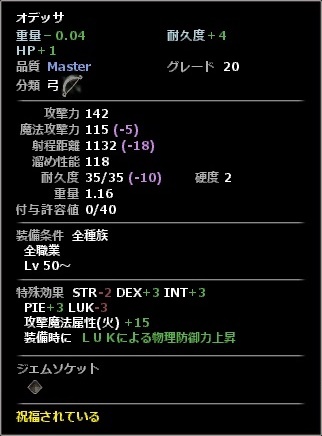 オデッサ
重量－0.04 耐久度＋4
HP＋1
品質 Master グレード 20
分類 弓
攻撃力 142
魔法攻撃力 115 (-5)
射程距離 1132 (-18)
溜め性能 118
耐久度 35/35 (-10) 硬度 2
重量 1.16
付与許容値 0/40
装備条件 全種族
全職業
Lv 50～
特殊効果 STR-2 DEX+3 INT+3
PIE+3 LUK-3
攻撃魔法属性(火) +15
装備時に ＬＵＫによる物理防御力上昇
ジェムソケット
祝福されている